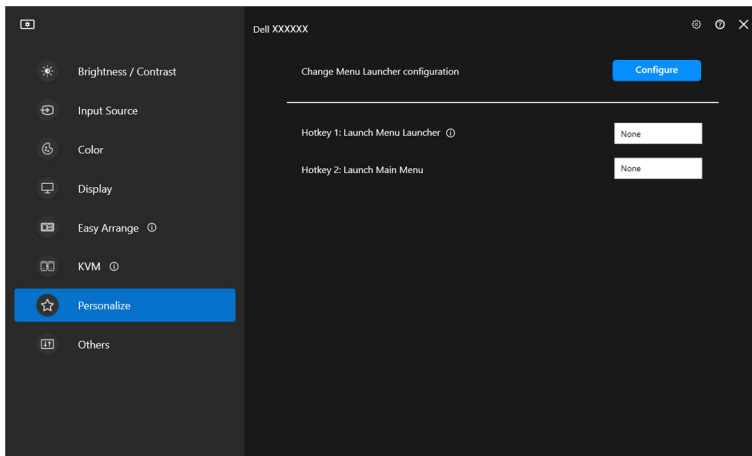 Dell XXXXXX
Brightness / Contrast
Input Source
Color
Display
Easy Arrange
KVM
Personalize
Others
Change Menu Launcher configuration
Configure
Hotkey 1: Launch Menu Launcher
None
Hotkey 2: Launch Main Menu
None